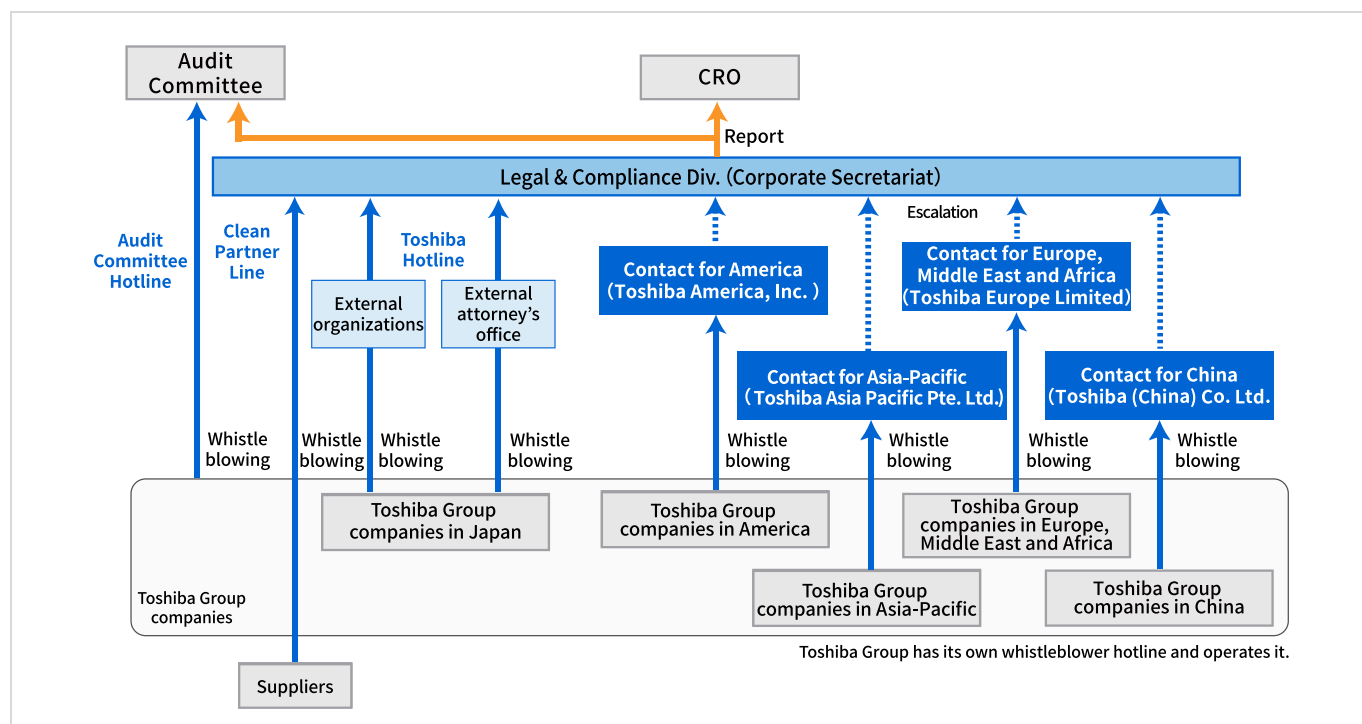 Audit
Committee
CRO
Report
Legal & Compliance Div. (Corporate Secretariat)
Escalation
Audit
Committee
Hotline
Clean
Partner
Line
Toshiba
Hotline
External
organizations
External
attorney's
office
Contact for America
(Toshiba America, Inc. )
Contact for Europe,
Middle East and Africa
(Toshiba Europe Limited)
Contact for Asia-Pacific
( Toshiba Asia Pacific Pte. Ltd.)
Contact for China
(Toshiba (China) Co. Ltd.
Whistle
blowing
Whistle
blowing
Whistle
blowing
Whistle
blowing
Whistle
blowing
Whistle
blowing
Whistle
blowing
Whistle
blowing
Toshiba Group
companies in Japan
Toshiba Group
companies in America
Toshiba Group
companies in Europe,
Middle East and Africa
Toshiba Group
companies in Asia-Pacific
Toshiba Group
companies in China
Toshiba Group
companies
Toshiba Group has its own whistleblower hotline and operates it.
Suppliers